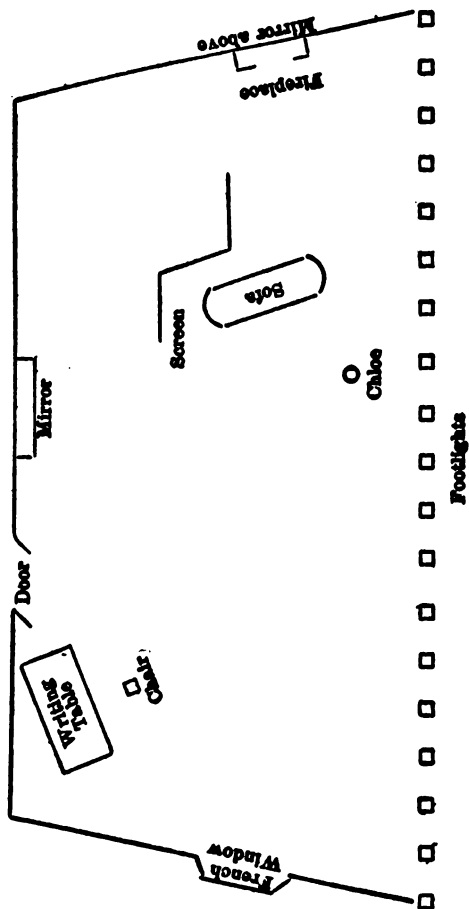 Mirror above
Fireplace
Screen
Sofa
Mirror
Chloe
Door
Footlights
Writing
Table
Chair
French
Window